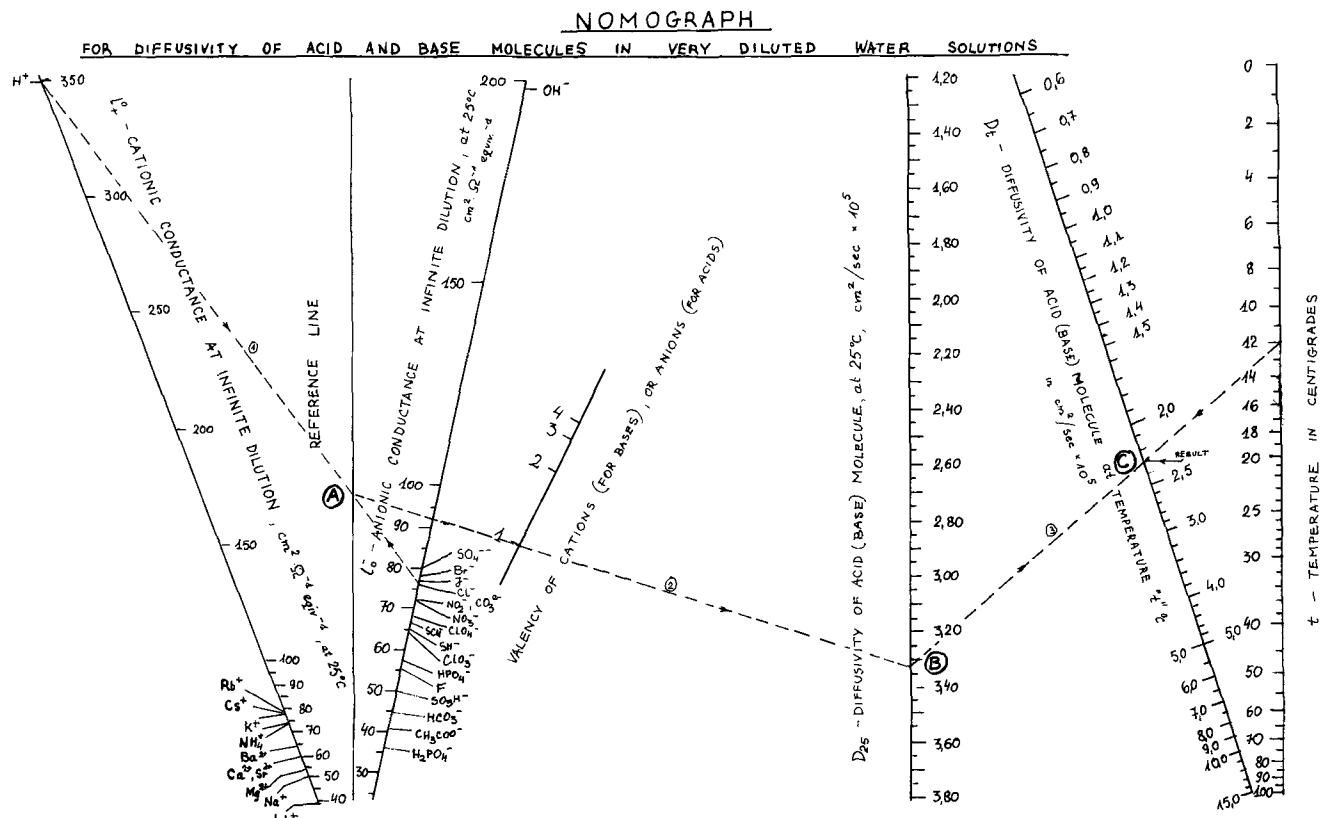 NOMOGRAPH
FOR DIFFUSIVITY OF ACID AND BASE MOLECULES IN VERY DILUTED WATER SOLUTIONS
H⁺
350
300
250
200
150
100
90
80
70
60
50
40
l₊° - CATIONIC CONDUCTANCE AT INFINITE DILUTION, cm² Ω⁻¹ equiv⁻¹, at 25°C
Rb⁺
Cs⁺
K⁺
NH₄⁺
Ba²⁺
Ca²⁺, Sr²⁺
Mg²⁺
Na⁺
①
REFERENCE LINE
A
l₋° - ANIONIC CONDUCTANCE AT INFINITE DILUTION, at 25°C
cm² Ω⁻¹ equiv⁻¹
200
OH⁻
150
100
90
80
70
60
50
40
30
SO₄⁻⁻
Br⁻
J⁻
Cl⁻
NO₂⁻, CO₃
NO₃⁻
SCN⁻ ClO₄⁻
SH⁻
ClO₃⁻
HPO₄⁻
F
SO₃H⁻
HCO₃⁻
CH₃COO⁻
H₂PO₄⁻
1
2
3
4
VALENCY OF CATIONS (FOR BASES), OR ANIONS (FOR ACIDS)
②
D₂₅ - DIFFUSIVITY OF ACID (BASE) MOLECULE, at 25°C, cm²/sec × 10⁵
1,20
1,40
1,60
1,80
2,00
2,20
2,40
2,60
2,80
3,00
3,20
3,40
3,60
3,80
B
③
Dt - DIFFUSIVITY OF ACID (BASE) MOLECULE at TEMPERATURE "t",
cm²/sec × 10⁵
0,6
0,7
0,8
0,9
1,0
1,1
1,2
1,3
1,4
1,5
2,0
C
RESULT
2,5
3,0
4,0
5,0
5,0
6,0
7,0
8,0
9,0
10,0
15,0
0
2
4
6
8
10
12
14
16
18
20
25
30
40
50
60
70
80
90
100
t - TEMPERATURE IN CENTIGRADES